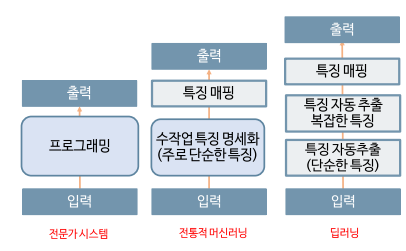 출력
프로그래밍
입력
전문가 시스템
출력
특징 매핑
수작업 특징 명세화
(주로 단순한 특징)
입력
전통적 머신러닝
출력
특징 매핑
특징 자동 추출
복잡한 특징
특징 자동추출
(단순한 특징)
입력
딥러닝